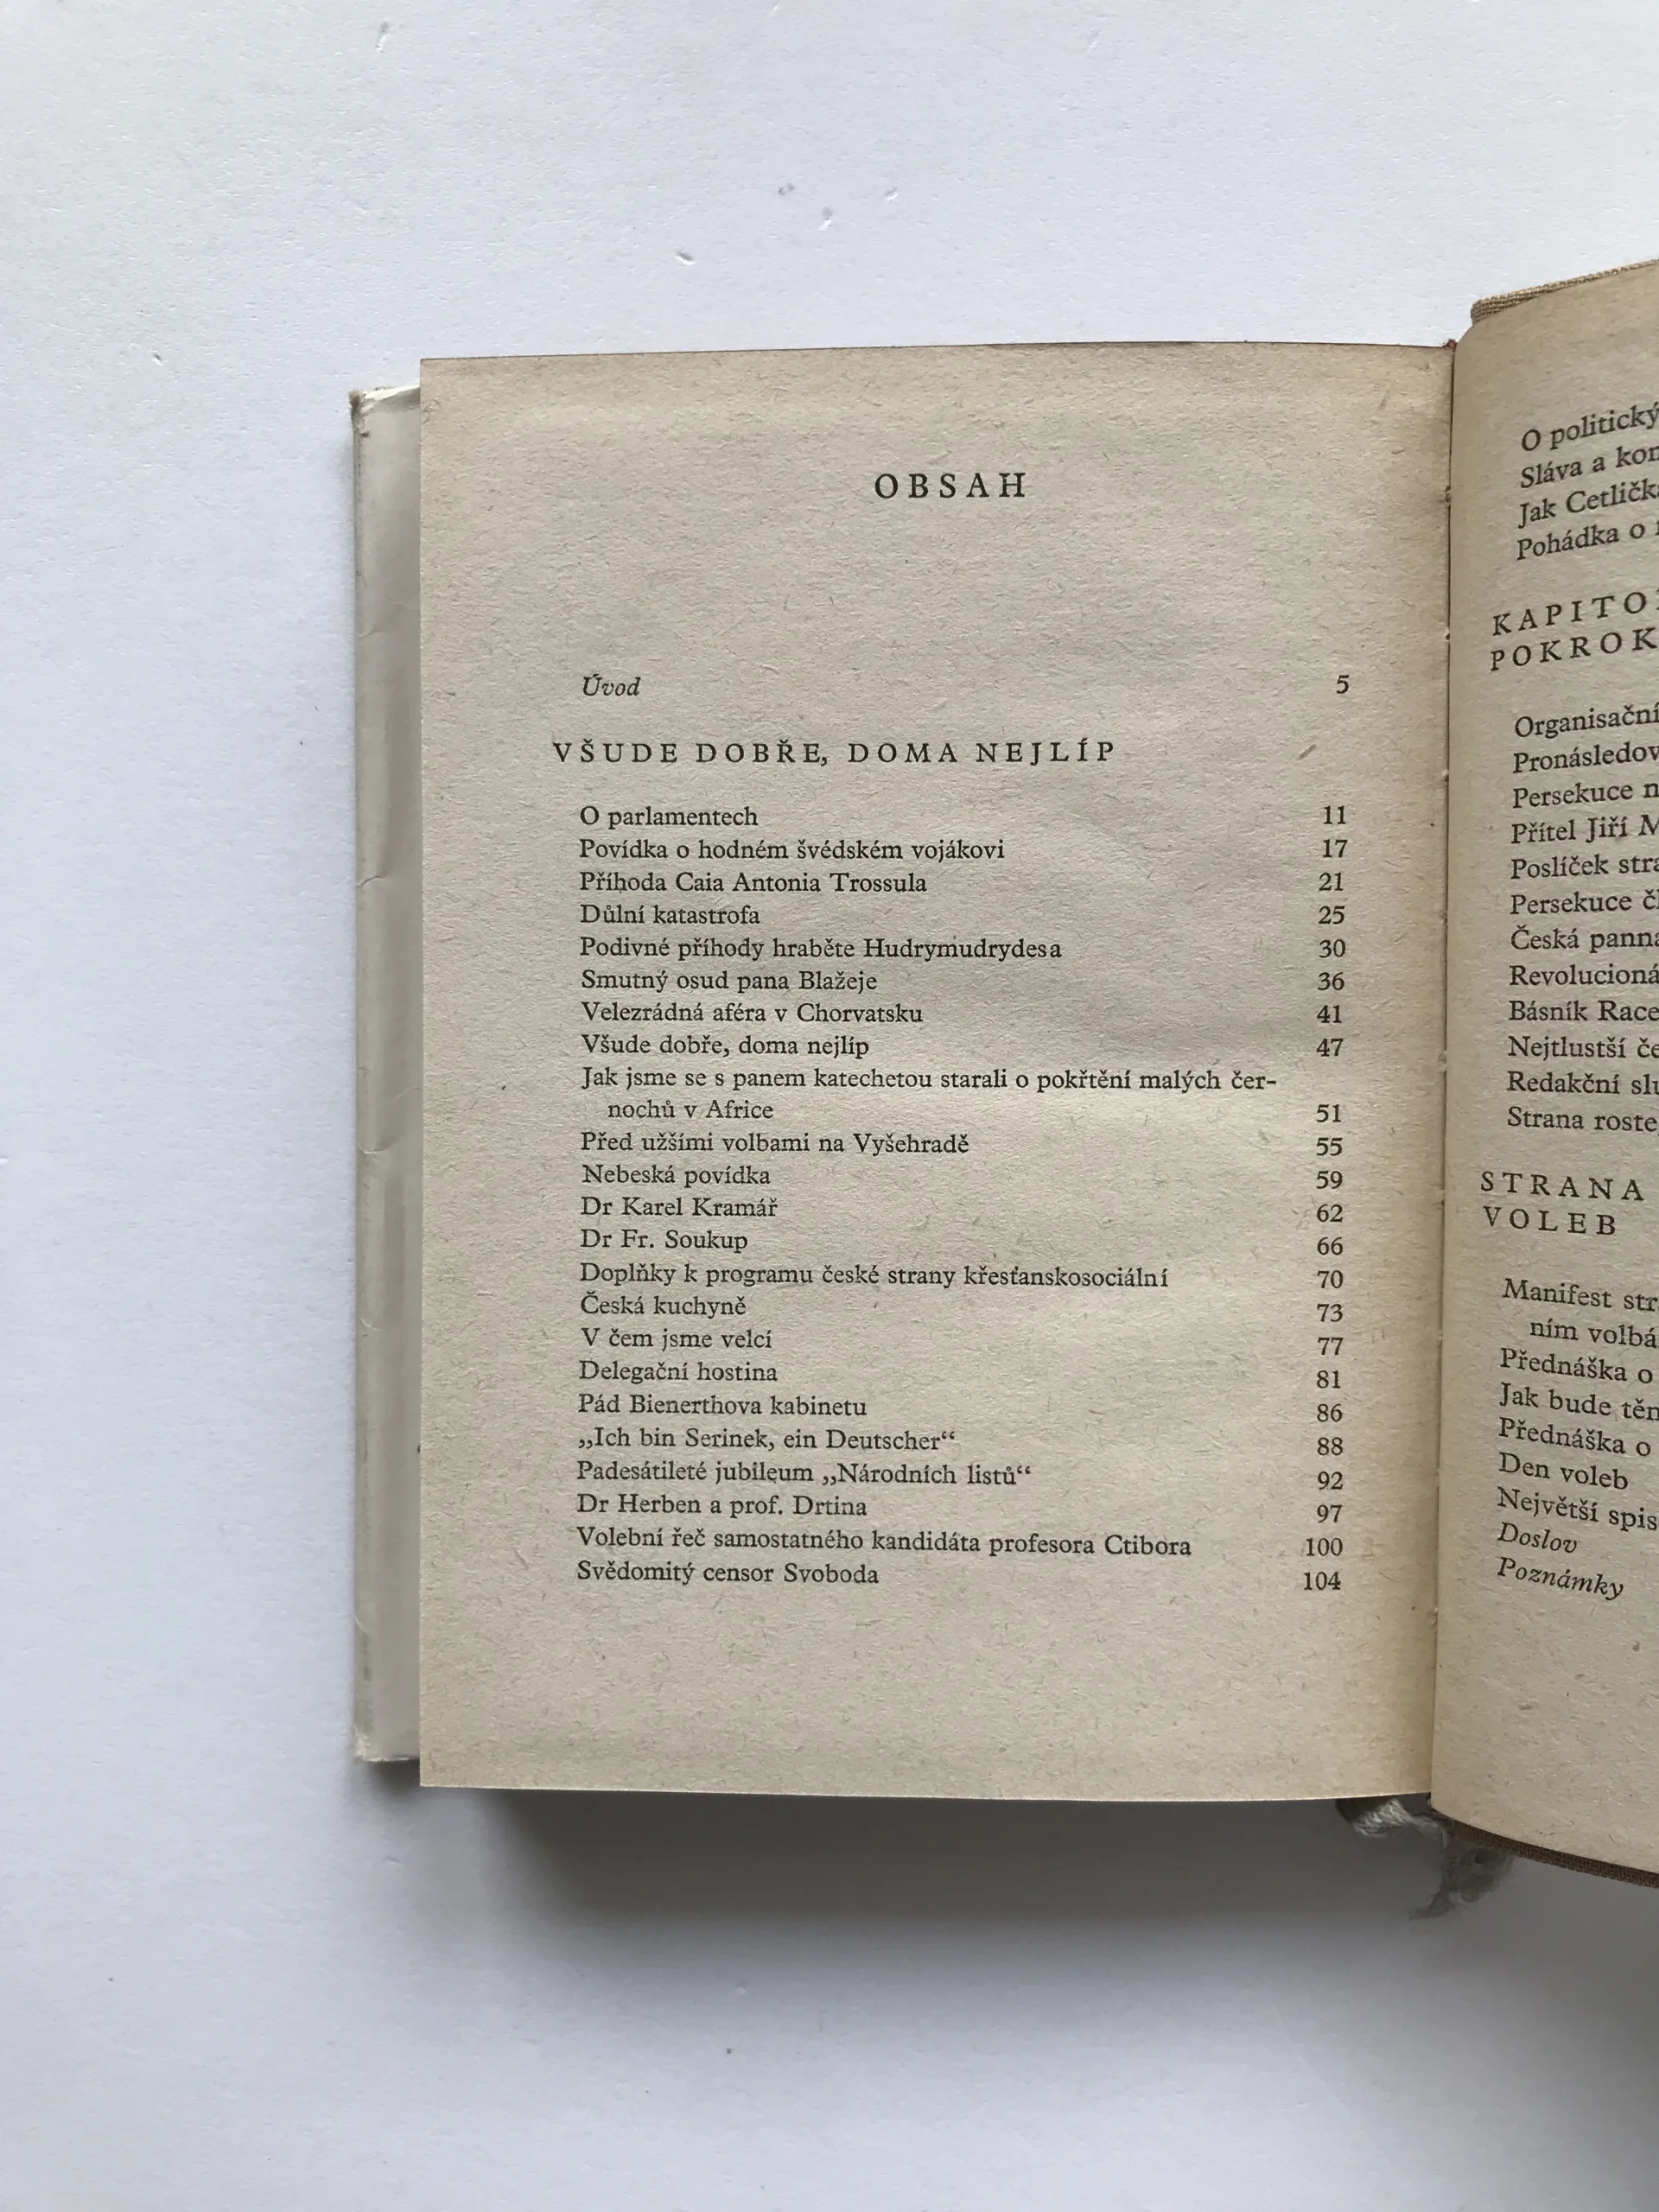 OBSAH
Úvod 5
VŠUDE DOBŘE, DOMA NEJLÍP
O parlamentech 11
Povídka o hodném švédském vojákovi 17
Příhoda Caia Antonia Trossula 21
Důlní katastrofa 25
Podivné příhody hraběte Hudrymudrydesa 30
Smutný osud pana Blažeje 36
Velezrádná aféra v Chorvatsku 41
Všude dobře, doma nejlíp 47
Jak jsme se s panem katechetou starali o pokřtění malých čer-
nochů v Africe 51
Před užšími volbami na Vyšehradě 55
Nebeská povídka 59
Dr Karel Kramář 62
Dr Fr. Soukup 66
Doplňky k programu české strany křesťanskosociální 70
Česká kuchyně 73
V čem jsme velcí 77
Delegační hostina 81
Pád Bienerthova kabinetu 86
„Ich bin Serinek, ein Deutscher“ 88
Padesátileté jubileum „Národních listů“ 92
Dr Herben a prof. Drtina 97
Volební řeč samostatného kandidáta profesora Ctibora 100
Svědomitý censor Svoboda 104
O politický
Sláva a
Jak
Pohádka o
Organisační
Persekuce
Přítel Jiří
Poslíček
Persekuce
Česká
Básník
Nejtlustší
Redakční
Strana roste
STRANA
VOLEB
Manifest
ním
Přednáška o
Jak bude
Přednáška o
Den voleb
Největší
Doslov
Poznámky